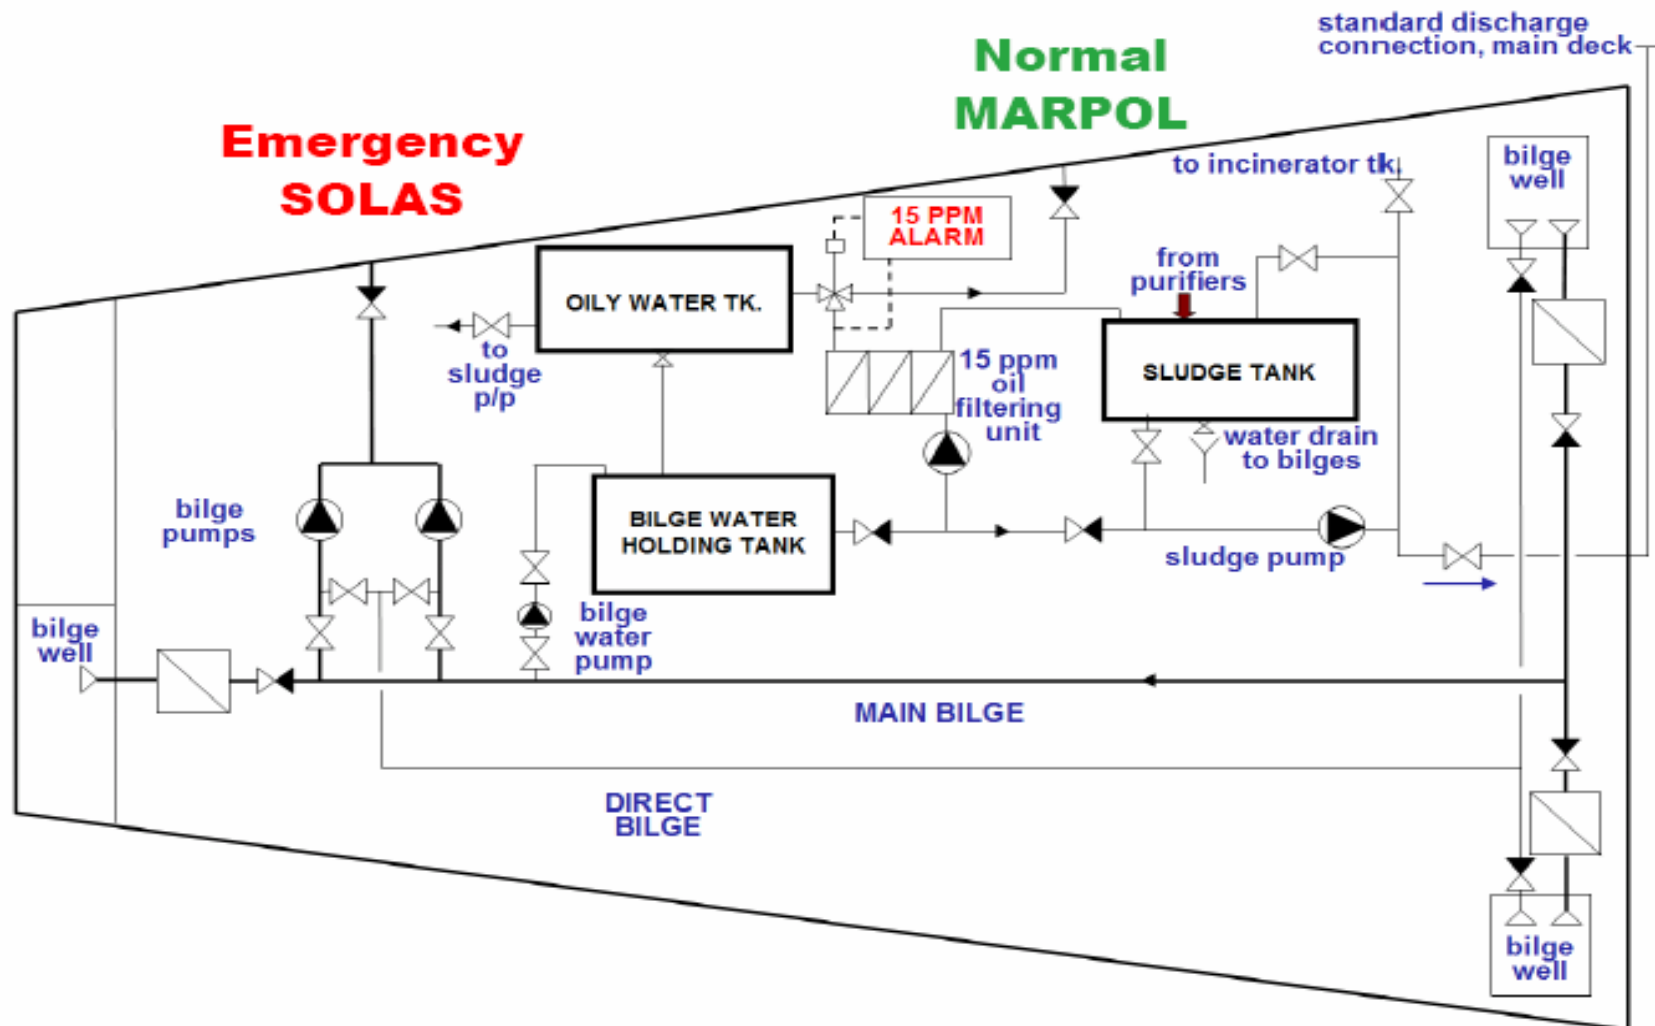 standard discharge
connection, main deck
Normal
MARPOL
Emergency
SOLAS
to incinerator tk.
bilge
well
15 PPM
ALARM
from
purifiers
OILY WATER TK.
to
sludge
p/p
15 ppm
oil
filtering
unit
SLUDGE TANK
water drain
to bilges
bilge
pumps
BILGE WATER
HOLDING TANK
sludge pump
bilge
well
bilge
water
pump
MAIN BILGE
DIRECT
BILGE
bilge
well